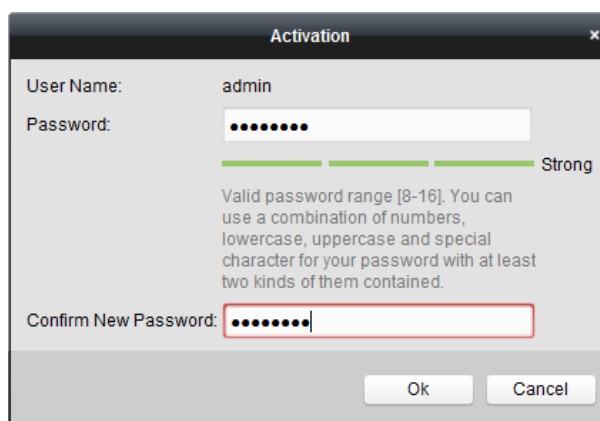 Activation
User Name: admin
Password: ●●●●●●●●
Strong
Valid password range [8-16]. You can
use a combination of numbers,
lowercase, uppercase and special
character for your password with at least
two kinds of them contained.
Confirm New Password: ●●●●●●●●
Ok Cancel